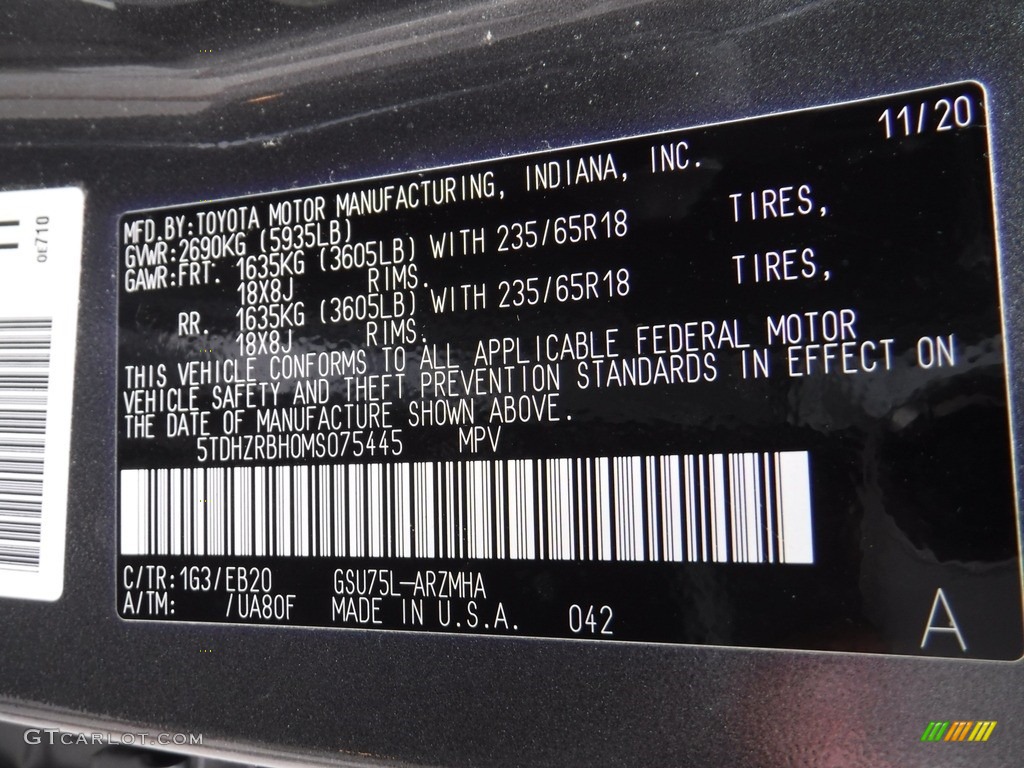 11/20
MFD.BY:TOYOTA MOTOR MANUFACTURING, INDIANA, INC.
GVWR:2690KG (5935LB)
GAWR:FRT. 1635KG (3605LB) WITH 235/65R18 TIRES,
18X8J RIMS.
RR. 1635KG (3605LB) WITH 235/65R18 TIRES,
18X8J RIMS.
THIS VEHICLE CONFORMS TO ALL APPLICABLE FEDERAL MOTOR
VEHICLE SAFETY AND THEFT PREVENTION STANDARDS IN EFFECT ON
THE DATE OF MANUFACTURE SHOWN ABOVE.
5TDHZRBH0MS075445 MPV
C/TR:1G3/EB20 GSU75L-ARZMHA
A/TM: /UA80F MADE IN U.S.A. 042
A
0E710
GTCARLOT.COM